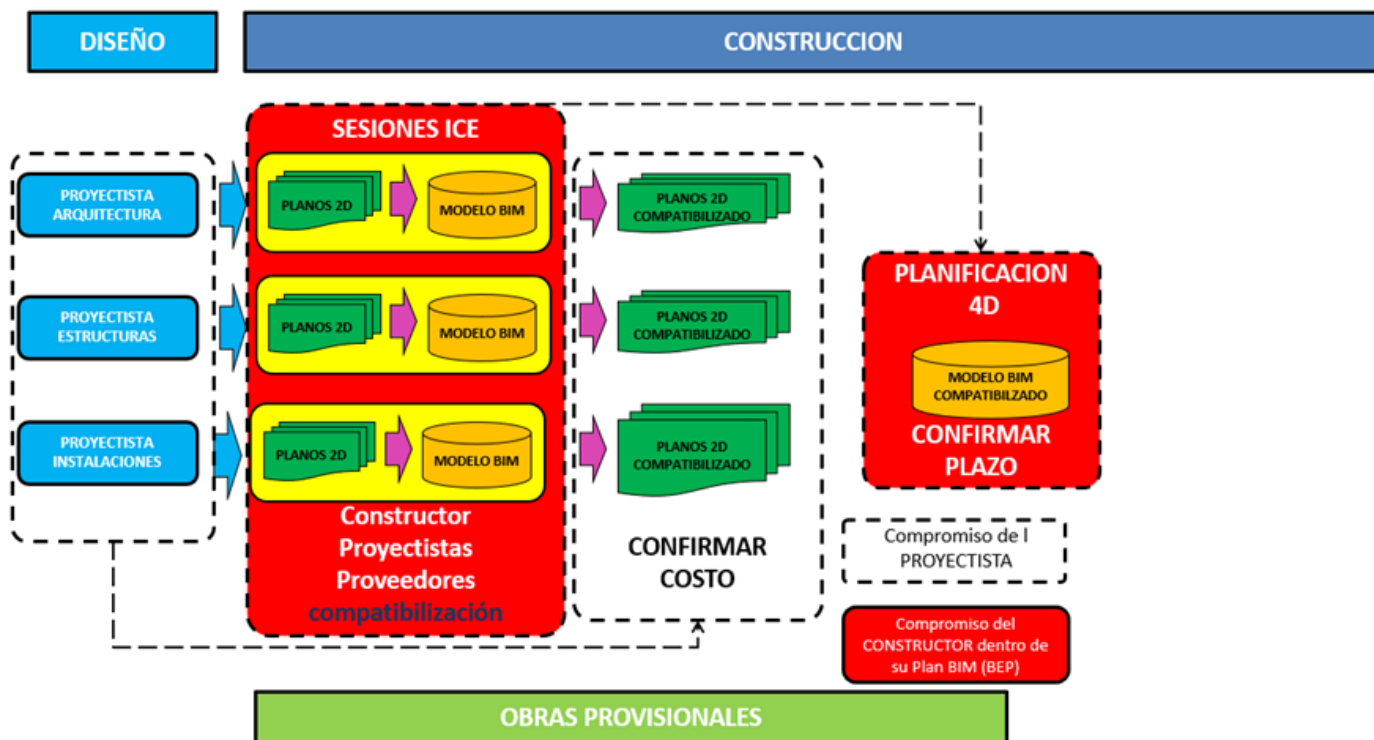 DISEÑO
CONSTRUCCION
SESIONES ICE
PROYECTISTA
ARQUITECTURA
PLANOS 2D
MODELO BIM
PLANOS 2D
COMPATIBILIZADO
PROYECTISTA
ESTRUCTURAS
PLANOS 2D
MODELO BIM
PLANOS 2D
COMPATIBILIZADO
PROYECTISTA
INSTALACIONES
PLANOS 2D
MODELO BIM
PLANOS 2D
COMPATIBILIZADO
Constructor
Proyectistas
Proveedores
compatibilización
CONFIRMAR
COSTO
PLANIFICACION
4D
MODELO BIM
COMPATIBILZADO
CONFIRMAR
PLAZO
Compromiso de l
PROYECTISTA
Compromiso del
CONSTRUCTOR dentro de
su Plan BIM (BEP)
OBRAS PROVISIONALES